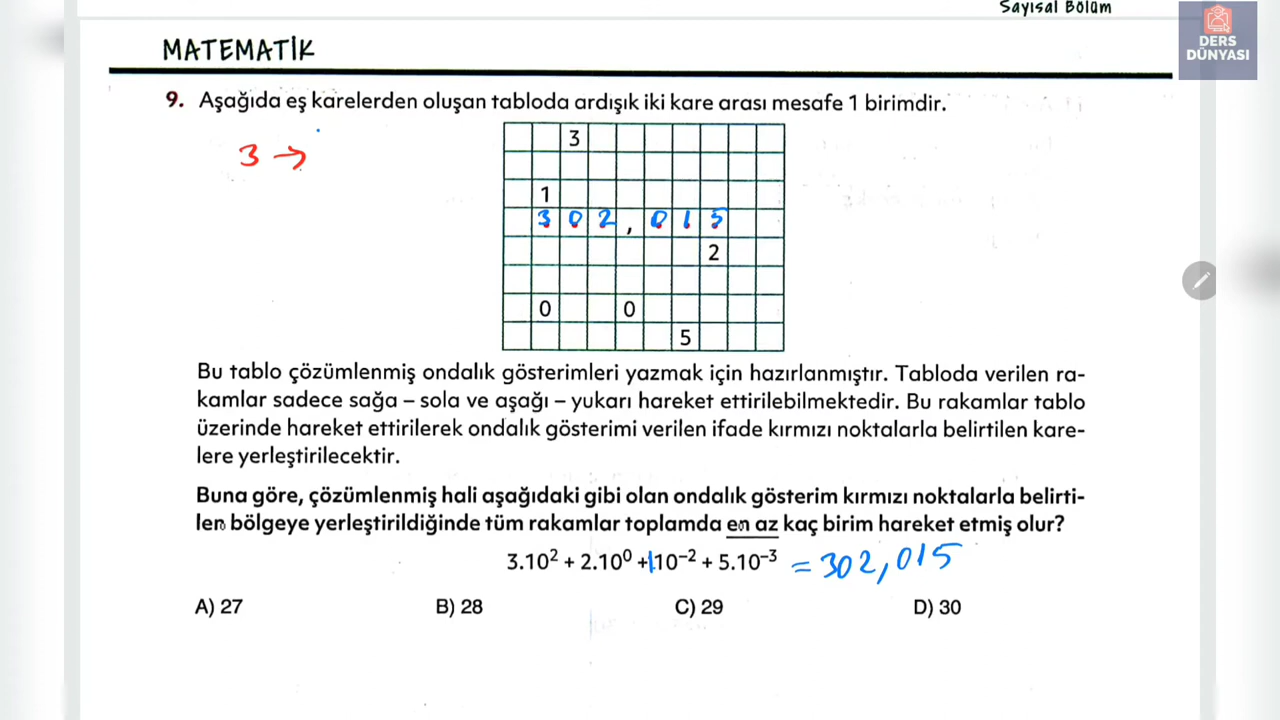 Sayısal Bölüm
DERS
DÜNYASI
MATEMATİK
9. Aşağıda eş karelerden oluşan tabloda ardışık iki kare arası mesafe 1 birimdir.
3 →
3
1
3 0 2 , 0 1 5
2
0 0
5
Bu tablo çözümlenmiş ondalık gösterimleri yazmak için hazırlanmıştır. Tabloda verilen ra-
kamlar sadece sağa – sola ve aşağı – yukarı hareket ettirilebilmektedir. Bu rakamlar tablo
üzerinde hareket ettirilerek ondalık gösterimi verilen ifade kırmızı noktalarla belirtilen kare-
lere yerleştirilecektir.
Buna göre, çözümlenmiş hali aşağıdaki gibi olan ondalık gösterim kırmızı noktalarla belirti-
len bölgeye yerleştirildiğinde tüm rakamlar toplamda en az kaç birim hareket etmiş olur?
3.10² + 2.10⁰ +1.10⁻² + 5.10⁻³ = 302,015
A) 27 B) 28 C) 29 D) 30